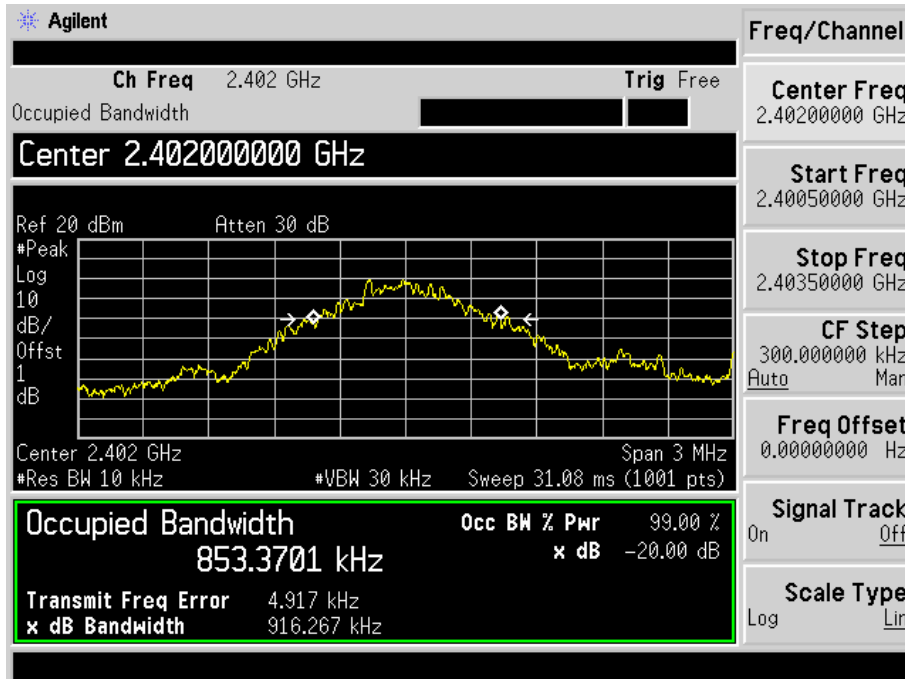 Agilent
Freq/Channel
Ch Freq 2.402 GHz Trig Free
Occupied Bandwidth
Center 2.402000000 GHz
Ref 20 dBm Atten 30 dB
#Peak
Log
10
dB/
Offst
1
dB
Center 2.402 GHz Span 3 MHz
#Res BW 10 kHz #VBW 30 kHz Sweep 31.08 ms (1001 pts)
Occupied Bandwidth
853.3701 kHz
Occ BW % Pwr 99.00 %
x dB -20.00 dB
Transmit Freq Error 4.917 kHz
x dB Bandwidth 916.267 kHz
Center Freq
2.40200000 GHz
Start Freq
2.40050000 GHz
Stop Freq
2.40350000 GHz
CF Step
300.000000 kHz
Auto Man
Freq Offset
0.00000000 Hz
Signal Track
On Off
Scale Type
Log Lin